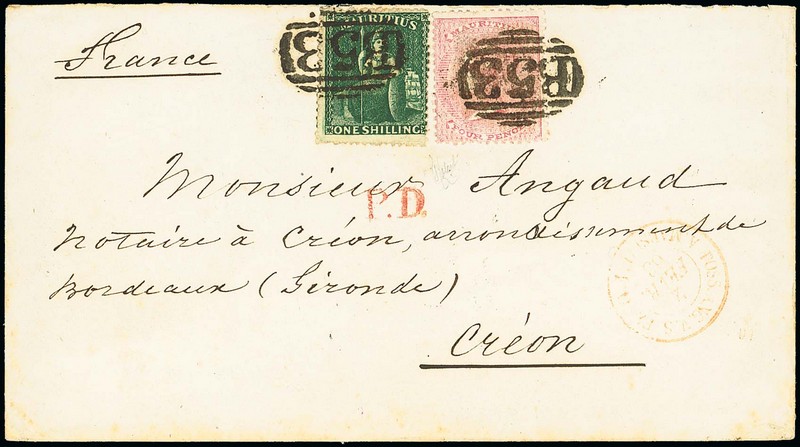 France
MAURITIUS
ONE SHILLING
B53
MAURITIUS
FOUR PENCE
B53
Monsieur Angaud
P.D.
Notaire à Créon, arrondissement de
Bordeaux (Gironde)
Créon